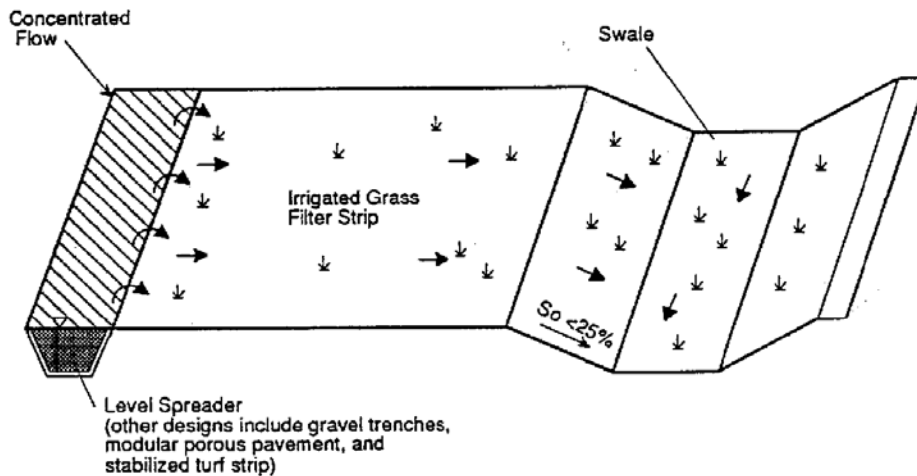 Concentrated
Flow
Swale
Irrigated Grass
Filter Strip
So <25%
Level Spreader
(other designs include gravel trenches,
modular porous pavement, and
stabilized turf strip)